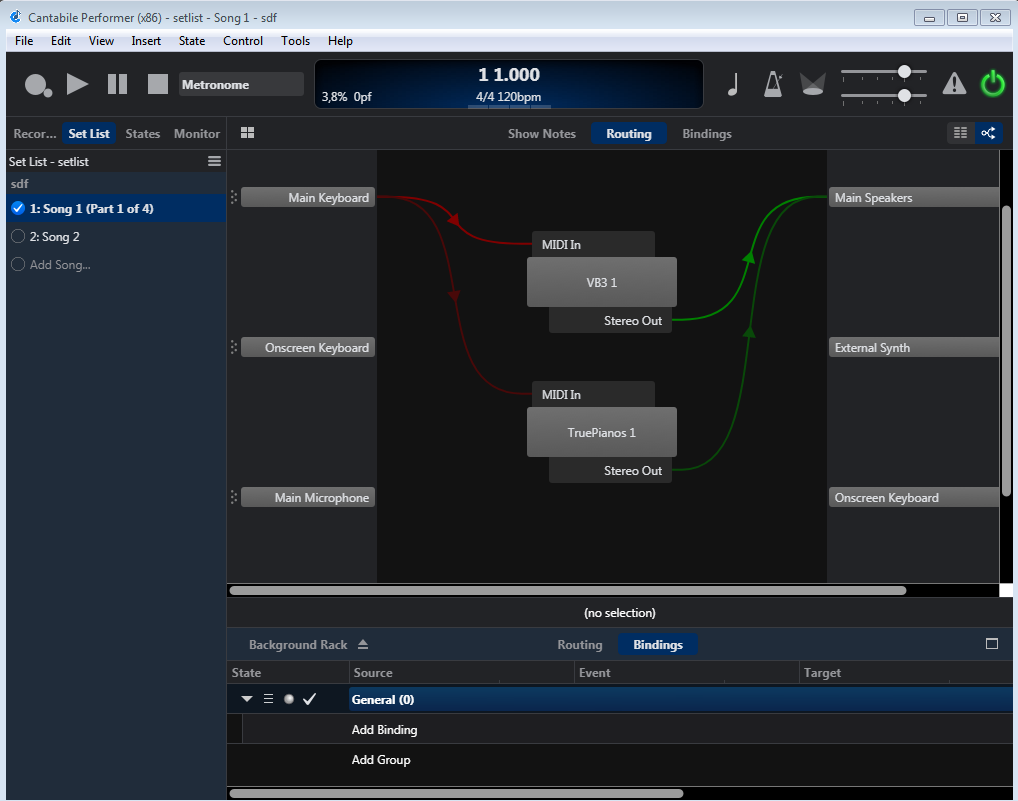 Cantabile Performer (x86) - setlist - Song 1 - sdf
File Edit View Insert State Control Tools Help
Metronome
1 1.000
3,8% 0pf
4/4 120bpm
Recor... Set List States Monitor
Show Notes Routing Bindings
Set List - setlist
sdf
1: Song 1 (Part 1 of 4)
2: Song 2
Add Song...
Main Keyboard
Main Speakers
MIDI In
VB3 1
Stereo Out
Onscreen Keyboard
External Synth
MIDI In
TruePianos 1
Stereo Out
Main Microphone
Onscreen Keyboard
(no selection)
Background Rack
Routing Bindings
State Source Event Target
General (0)
Add Binding
Add Group